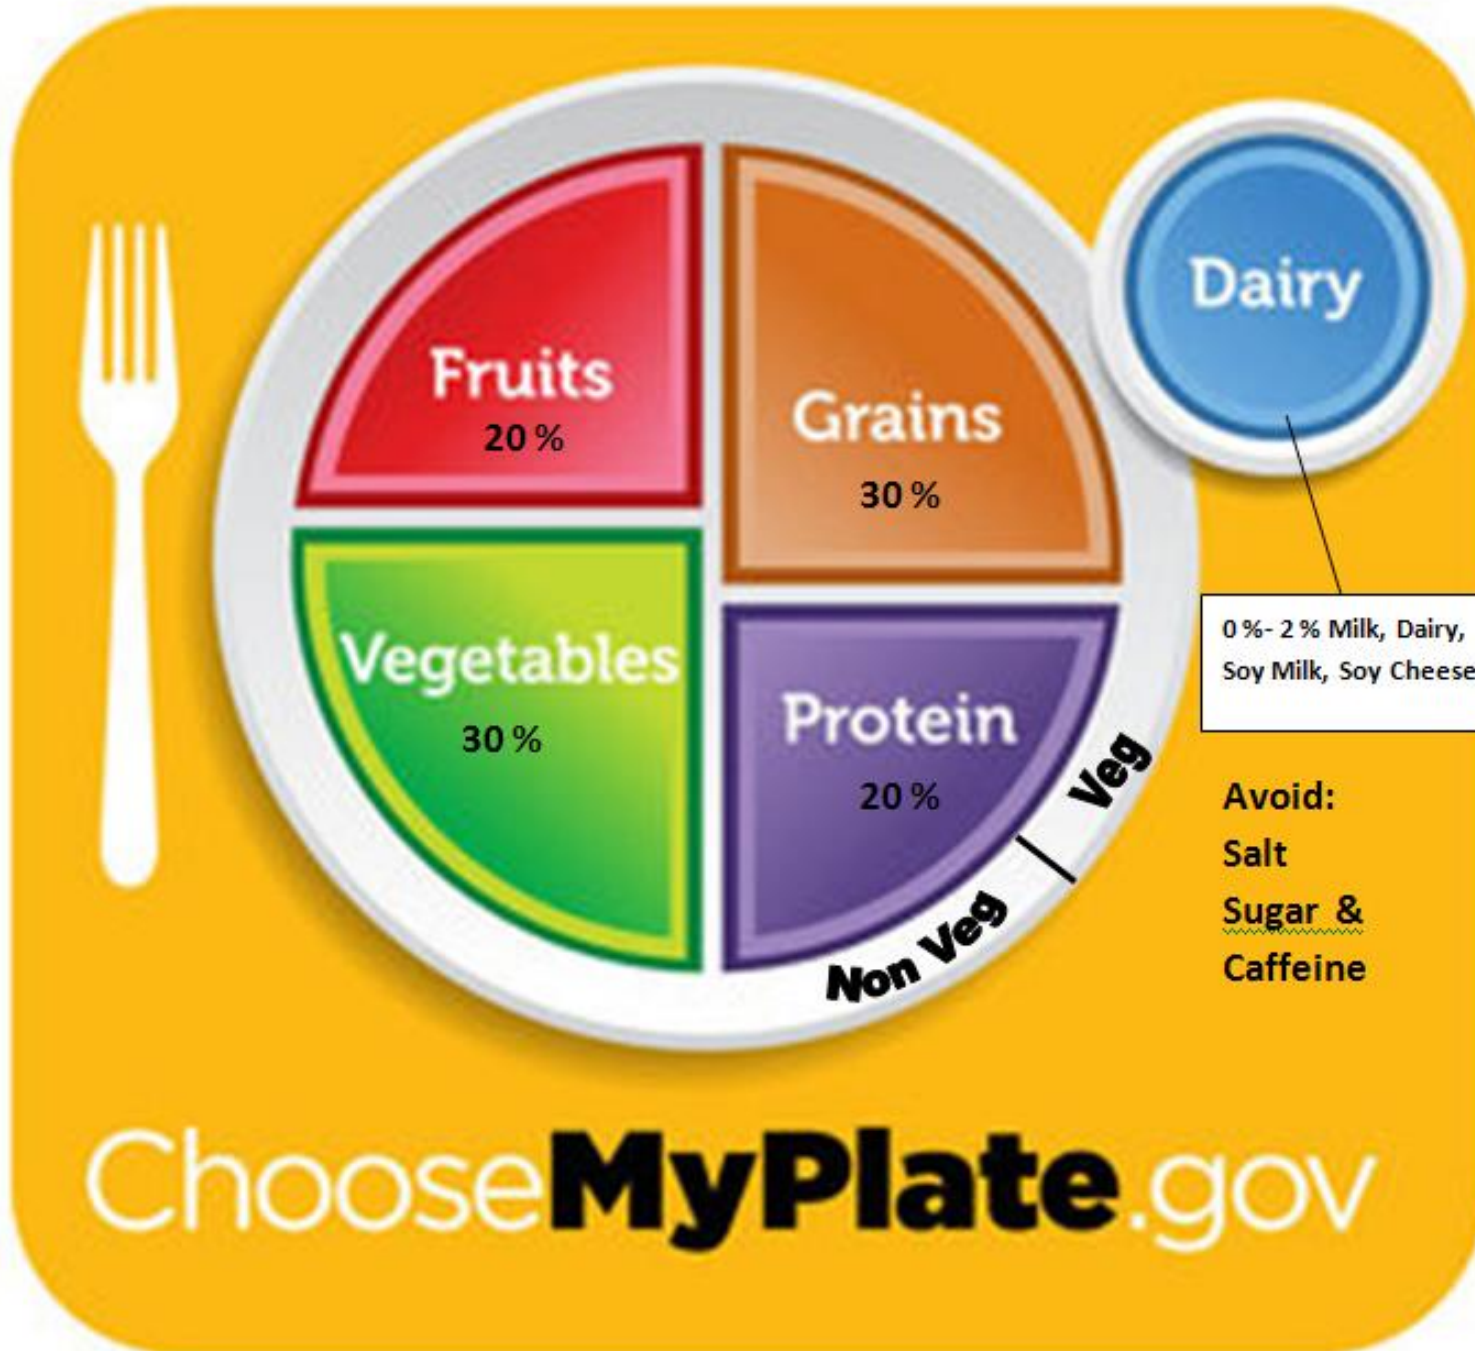 Fruits
20 %
Grains
30 %
Dairy
Vegetables
30 %
Protein
20 %
Veg
Non Veg
0 %- 2 % Milk, Dairy,
Soy Milk, Soy Cheese
Avoid:
Salt
Sugar &
Caffeine
ChooseMyPlate.gov